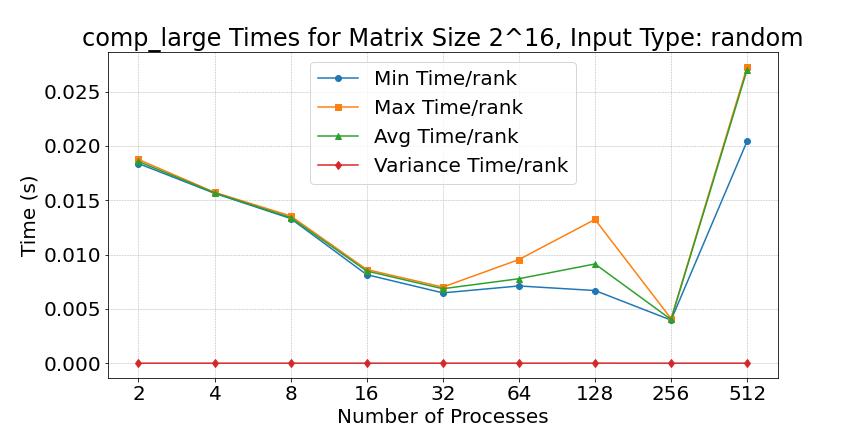 comp_large Times for Matrix Size 2^16, Input Type: random
Min Time/rank
Max Time/rank
Avg Time/rank
Variance Time/rank
Time (s)
0.025
0.020
0.015
0.010
0.005
0.000
2 4 8 16 32 64 128 256 512
Number of Processes